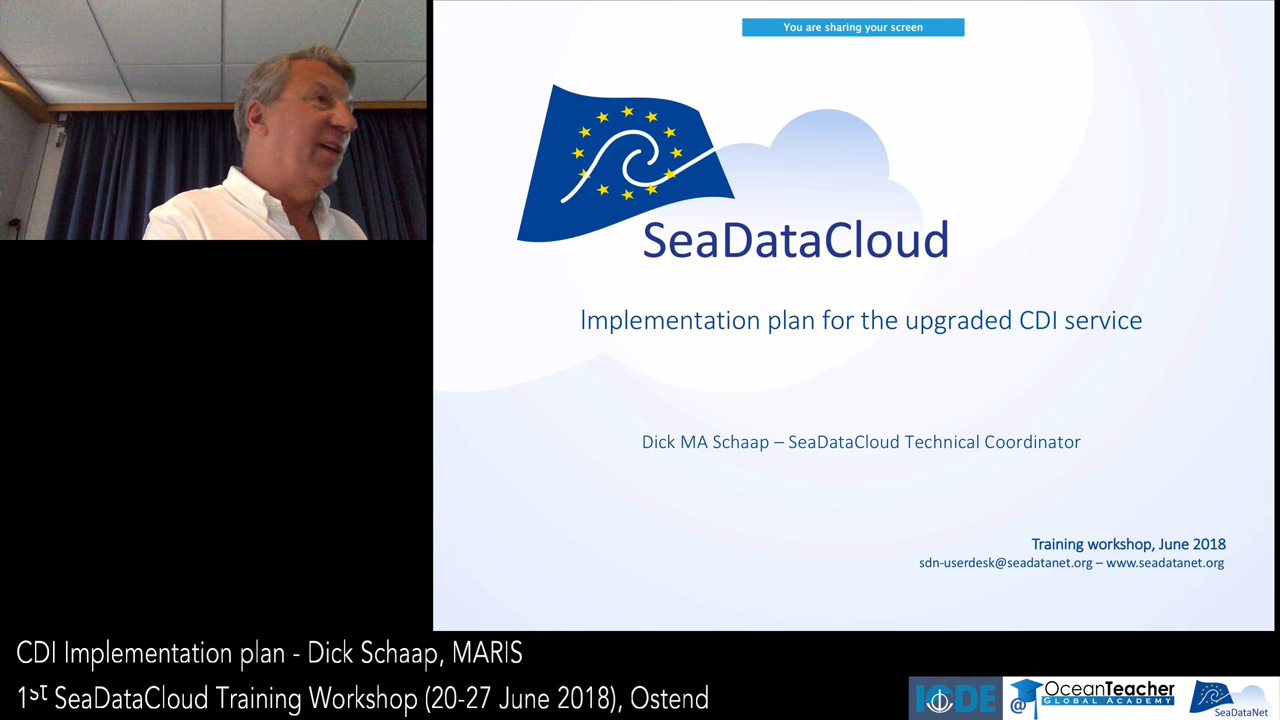 You are sharing your screen
SeaDataCloud
Implementation plan for the upgraded CDI service
Dick MA Schaap – SeaDataCloud Technical Coordinator
Training workshop, June 2018
sdn-userdesk@seadatanet.org – www.seadatanet.org
CDI Implementation plan - Dick Schaap, MARIS
1st SeaDataCloud Training Workshop (20-27 June 2018), Ostend
IODE
@ OceanTeacher
GLOBAL ACADEMY
SeaDataNet